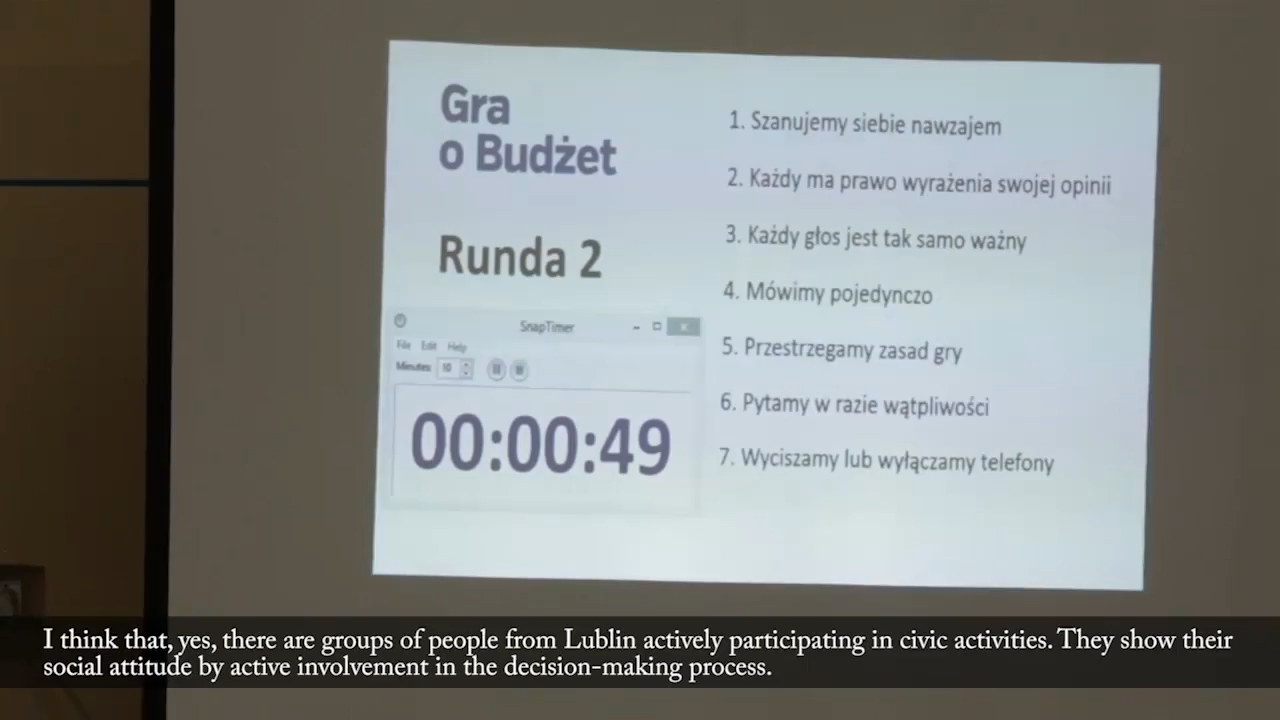 Gra
o Budżet
Runda 2
SnapTimer
File Edit Help
Minutes 10
00:00:49
1. Szanujemy siebie nawzajem
2. Każdy ma prawo wyrażenia swojej opinii
3. Każdy głos jest tak samo ważny
4. Mówimy pojedynczo
5. Przestrzegamy zasad gry
6. Pytamy w razie wątpliwości
7. Wyciszamy lub wyłączamy telefony
I think that, yes, there are groups of people from Lublin actively participating in civic activities. They show their
social attitude by active involvement in the decision-making process.